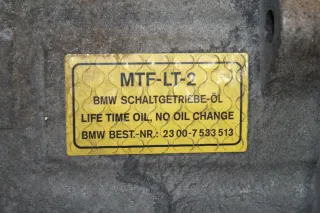 MTF-LT-2
BMW SCHALTGETRIEBE-ÖL
LIFE TIME OIL, NO OIL CHANGE
BMW BEST.-NR.: 23 00-7 533 513